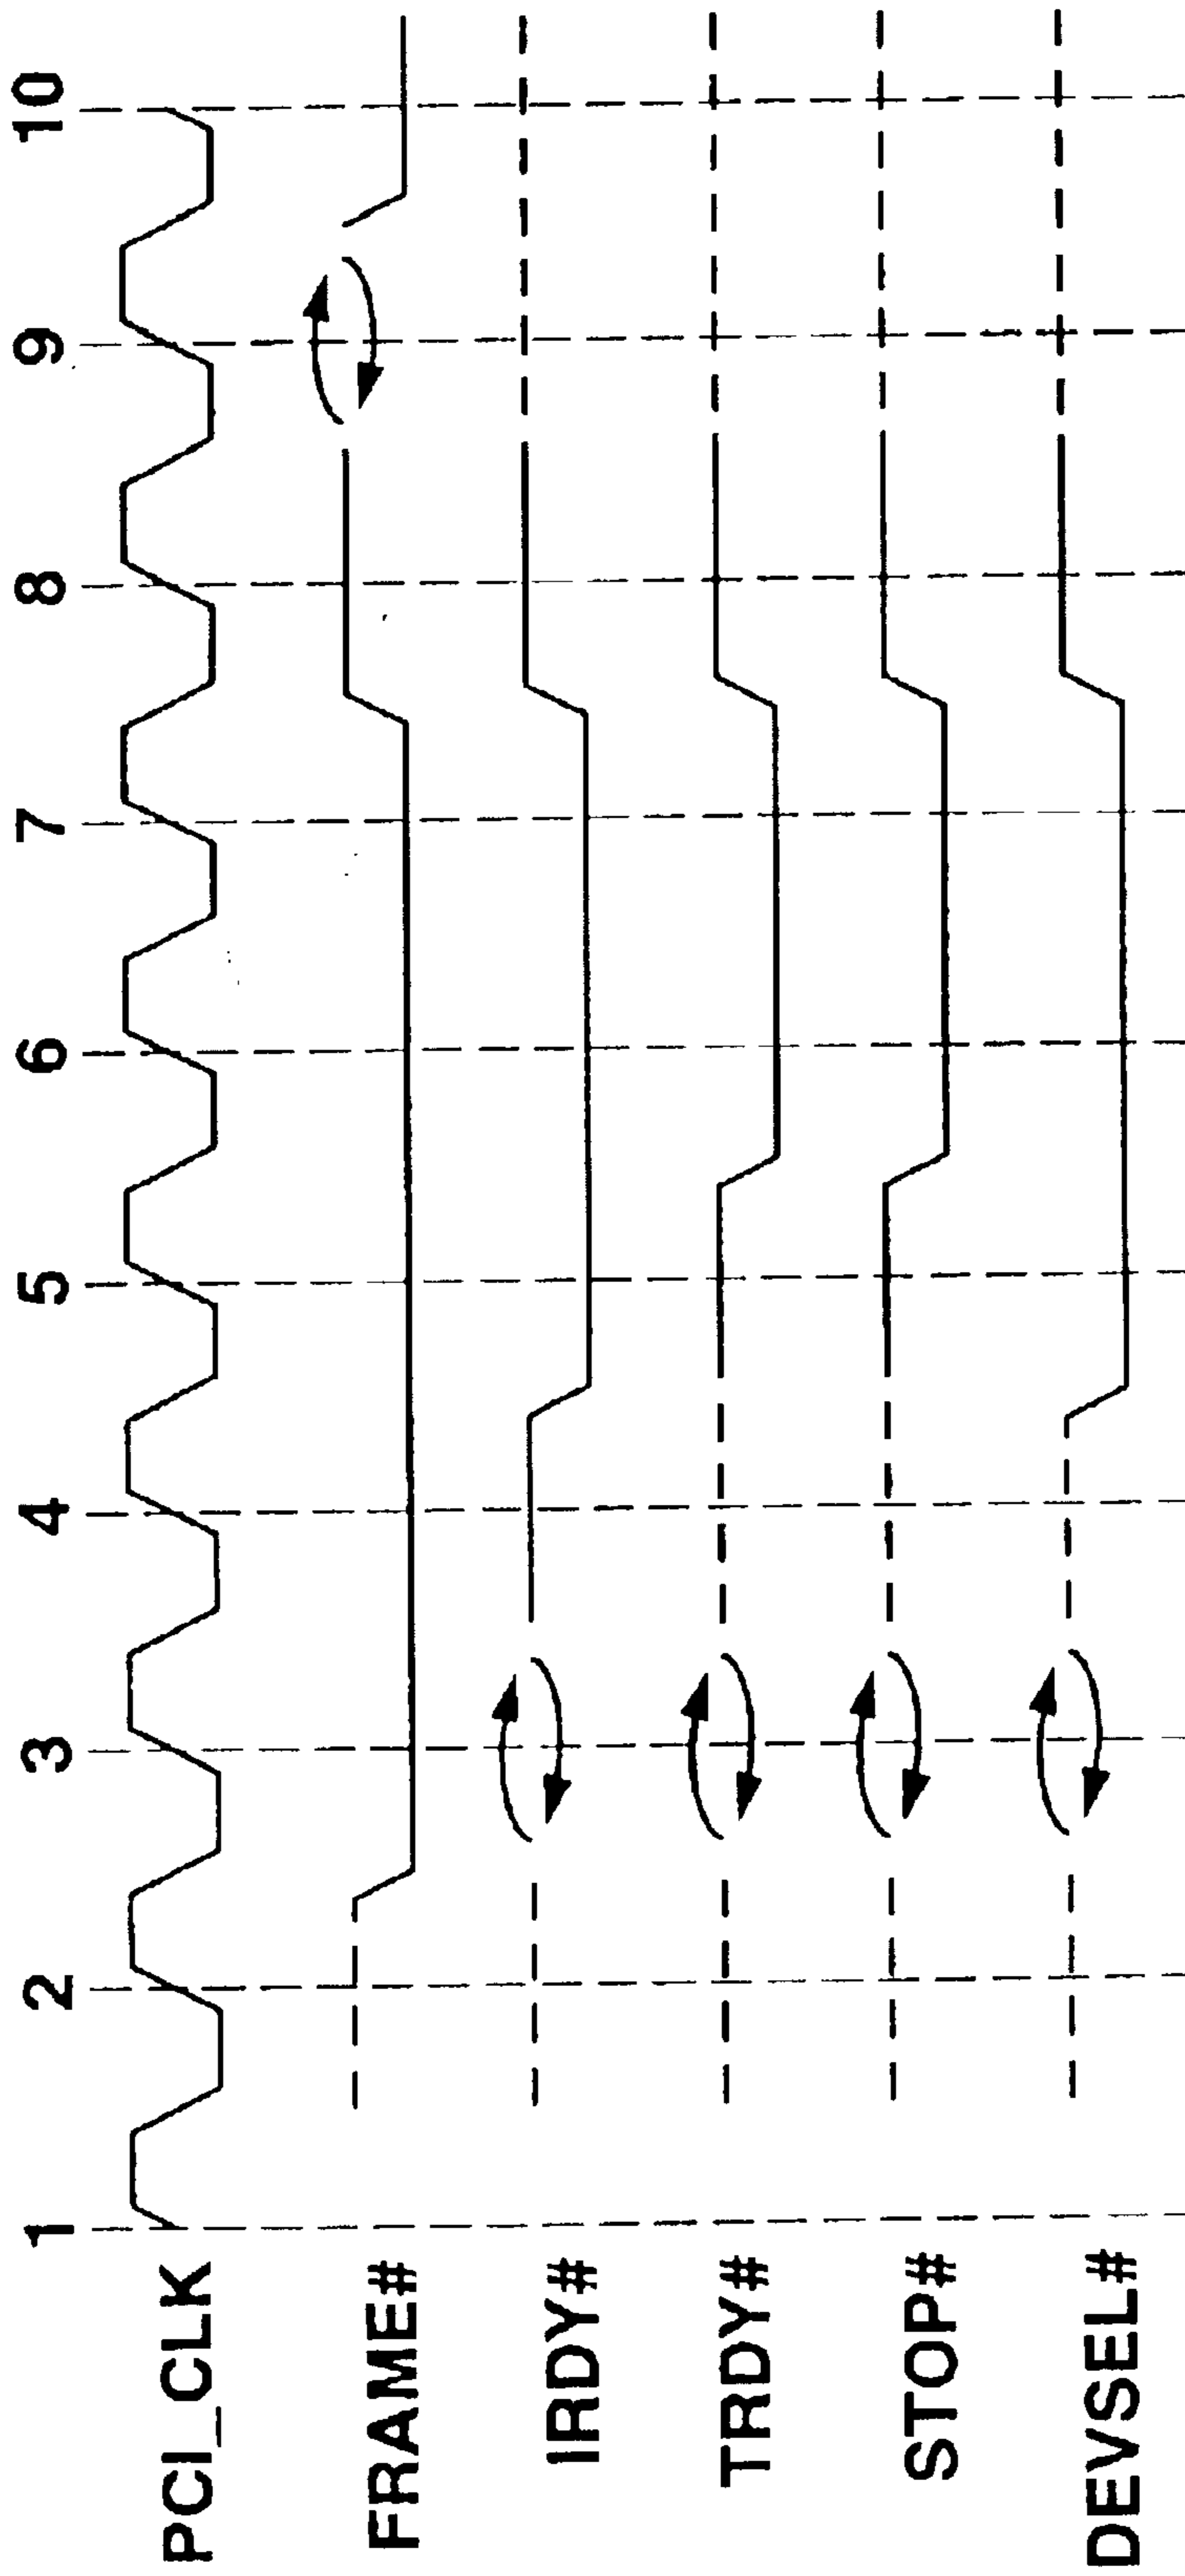 1 2 3 4 5 6 7 8 9 10
PCI_CLK
FRAME#
IRDY#
TRDY#
STOP#
DEVSEL#